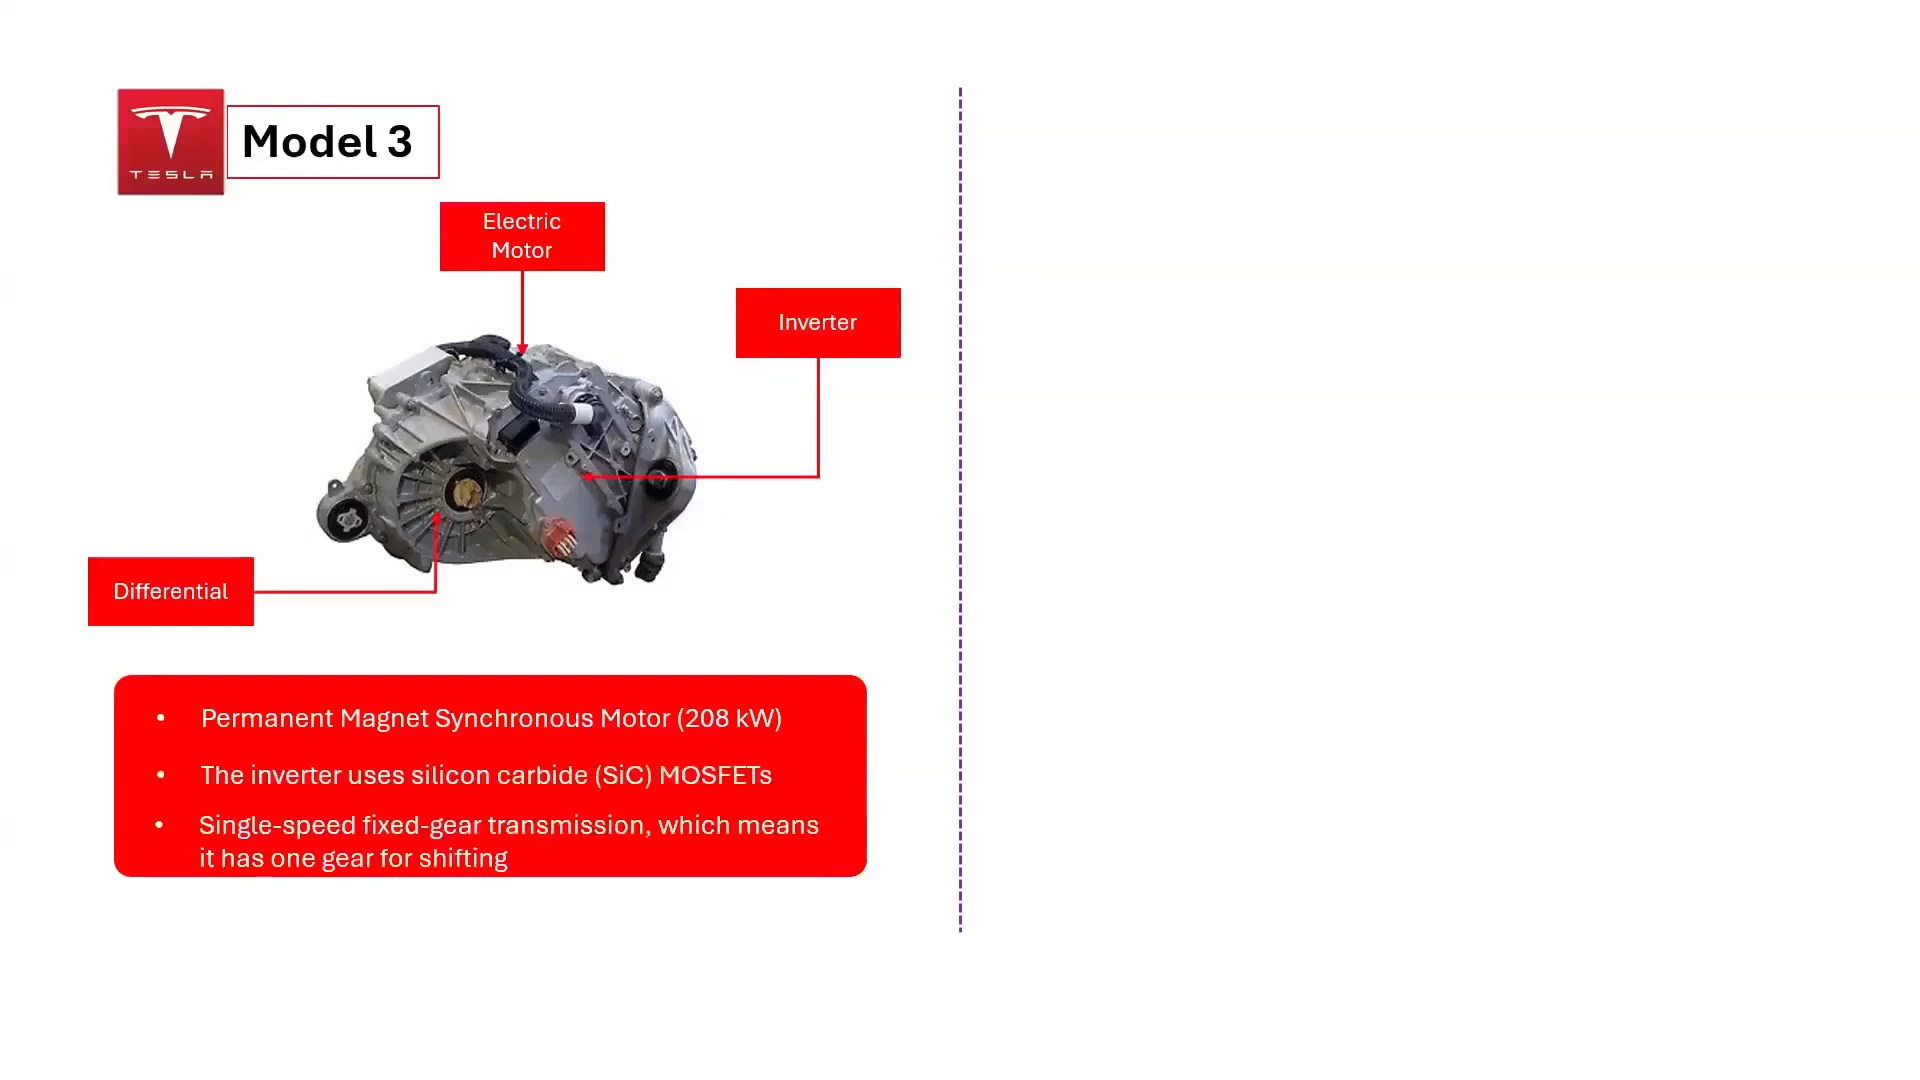 TESLA
Model 3
Electric
Motor
Inverter
Differential
• Permanent Magnet Synchronous Motor (208 kW)
• The inverter uses silicon carbide (SiC) MOSFETs
• Single-speed fixed-gear transmission, which means
it has one gear for shifting